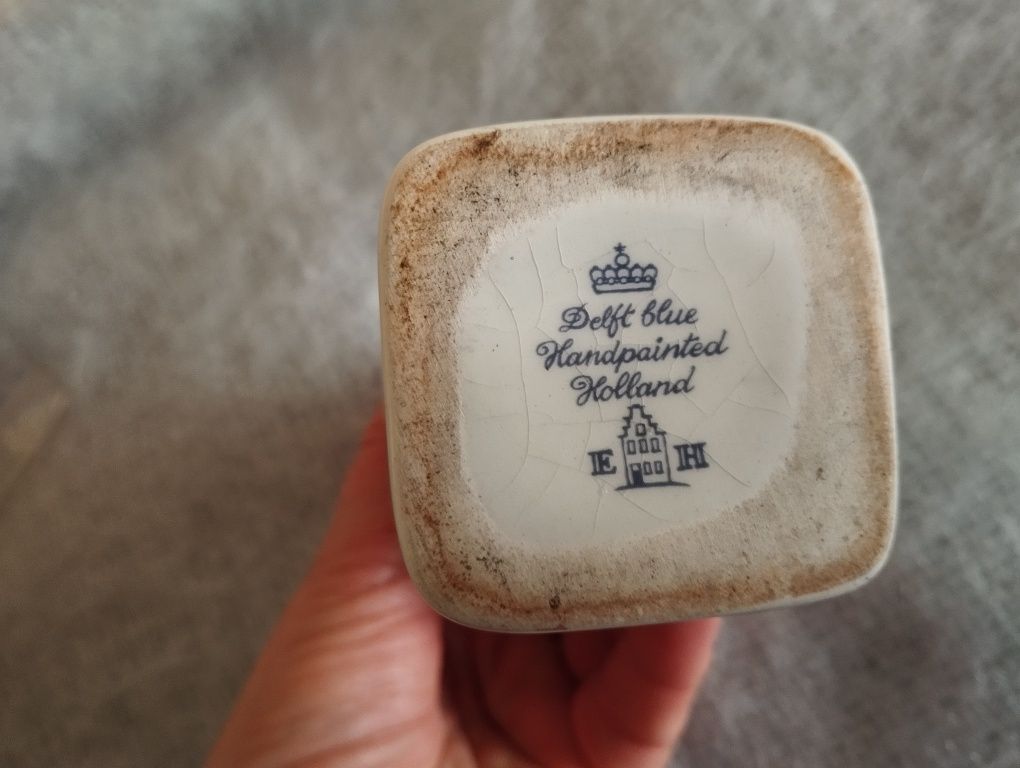 Delft blue
Handpainted
Holland
E H